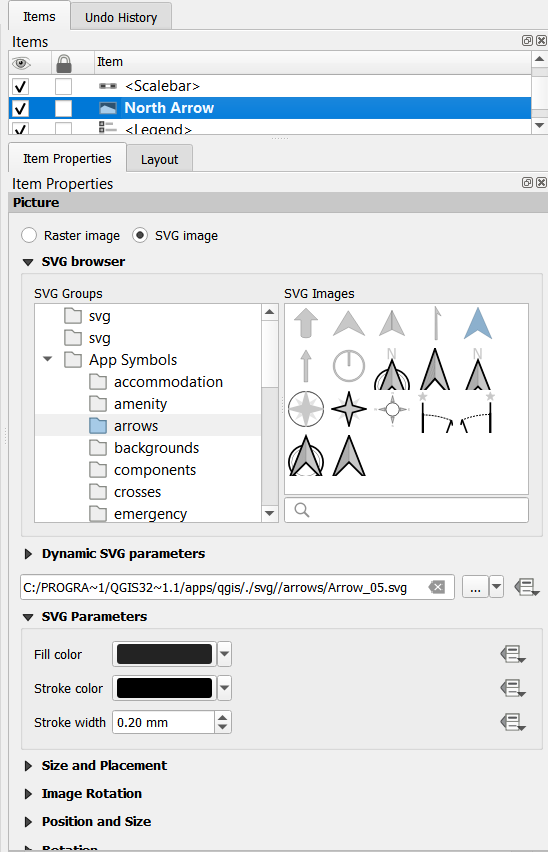 Items Undo History
Items
Item
<Scalebar>
North Arrow
<Legend>
Item Properties Layout
Item Properties
Picture
Raster image SVG image
SVG browser
SVG Groups SVG Images
svg
svg
App Symbols
accommodation
amenity
arrows
backgrounds
components
crosses
emergency
N N
Dynamic SVG parameters
C:/PROGRA~1/QGIS32~1.1/apps/qgis/./svg//arrows/Arrow_05.svg ...
SVG Parameters
Fill color
Stroke color
Stroke width 0.20 mm
Size and Placement
Image Rotation
Position and Size
Rotation